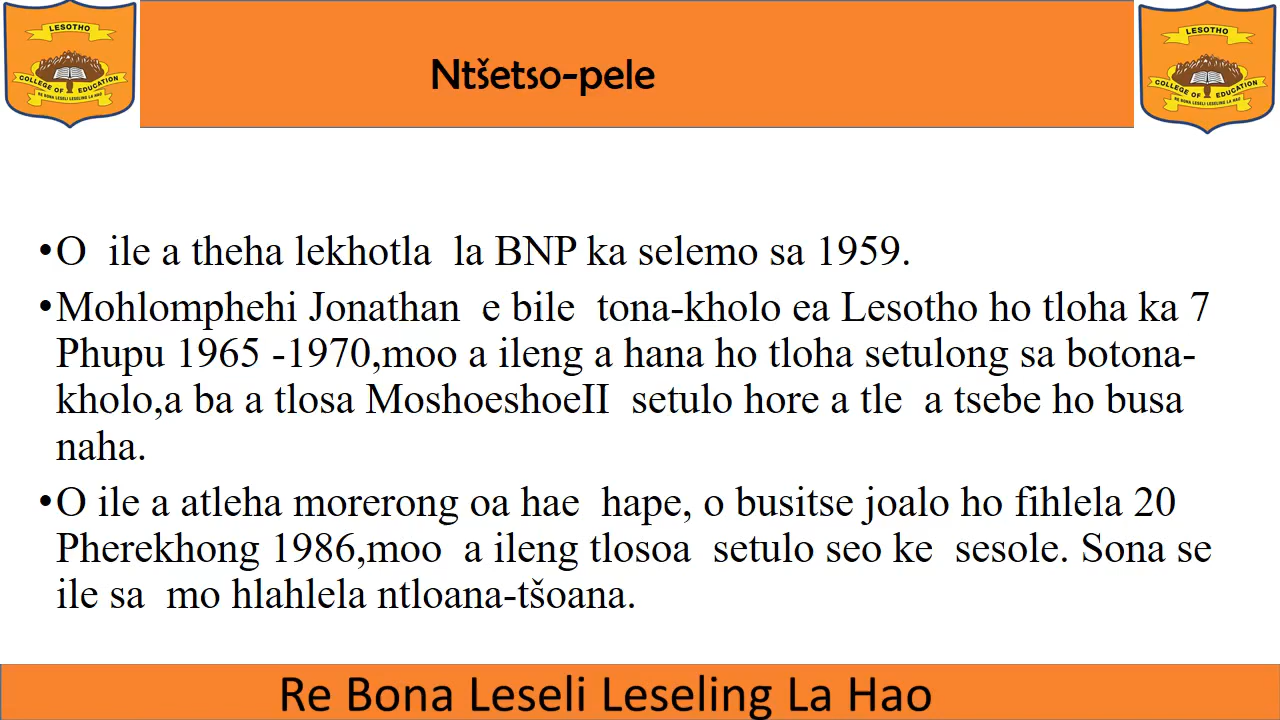 LESOTHO
COLLEGE OF EDUCATION
RE BONA LESELI LESELING LA HAO
Ntšetso-pele
LESOTHO
COLLEGE OF EDUCATION
RE BONA LESELI LESELING LA HAO
•O ile a theha lekhotla la BNP ka selemo sa 1959.
•Mohlomphehi Jonathan e bile tona-kholo ea Lesotho ho tloha ka 7
Phupu 1965 -1970,moo a ileng a hana ho tloha setulong sa botona-
kholo,a ba a tlosa MoshoeshoeII setulo hore a tle a tsebe ho busa
naha.
•O ile a atleha morerong oa hae hape, o busitse joalo ho fihlela 20
Pherekhong 1986,moo a ileng tlosoa setulo seo ke sesole. Sona se
ile sa mo hlahlela ntloana-tšoana.
Re Bona Leseli Leseling La Hao